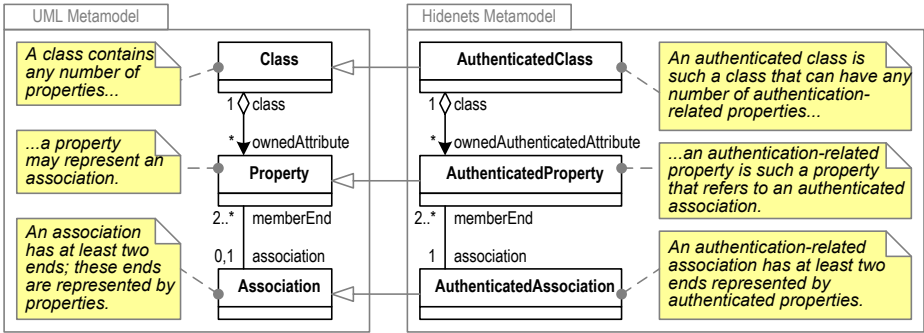 UML Metamodel
A class contains
any number of
properties...
...a property
may represent an
association.
An association
has at least two
ends; these ends
are represented by
properties.
Class
1 class
* ownedAttribute
Property
2..* memberEnd
0,1 association
Association
Hidenets Metamodel
AuthenticatedClass
1 class
* ownedAuthenticatedAttribute
AuthenticatedProperty
2..* memberEnd
1 association
AuthenticatedAssociation
An authenticated class is
such a class that can have any
number of authentication-
related properties...
...an authentication-related
property is such a property
that refers to an authenticated
association.
An authentication-related
association has at least two
ends represented by
authenticated properties.